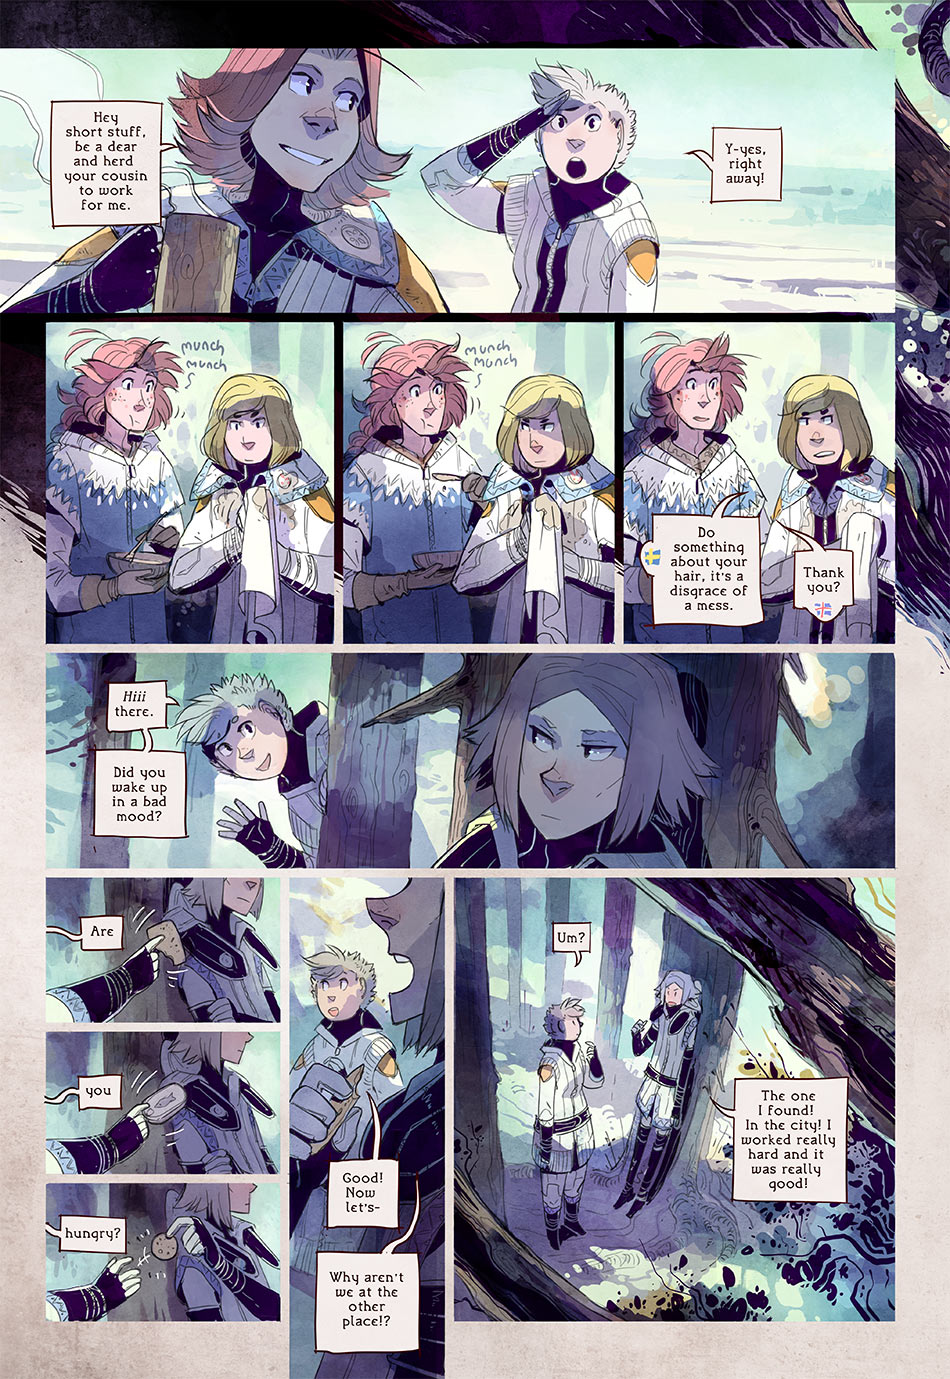 Hey
short stuff,
be a dear
and herd
your cousin
to work
for me.
Y-yes,
right
away!
munch
munch
munch
munch
Do
something
about your
hair, it's a
disgrace of
a mess.
Thank
you?
Hiii
there.
Did you
wake up
in a bad
mood?
Are
you
hungry?
Good!
Now
let's-
Why aren't
we at the
other
place!?
Um?
The one
I found!
In the city! I
worked really
hard and it
was really
good!